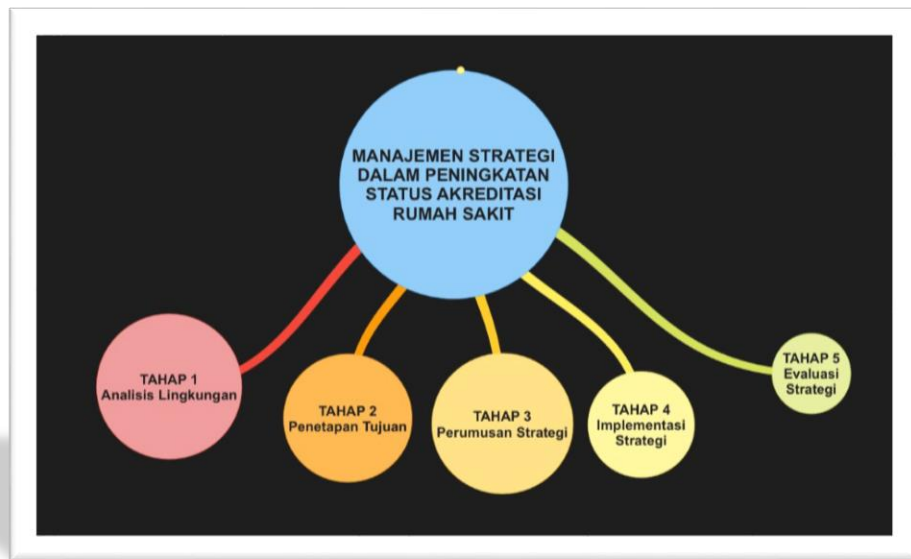 MANAJEMEN STRATEGI
DALAM PENINGKATAN
STATUS AKREDITASI
RUMAH SAKIT
TAHAP 1
Analisis Lingkungan
TAHAP 2
Penetapan Tujuan
TAHAP 3
Perumusan Strategi
TAHAP 4
Implementasi
Strategi
TAHAP 5
Evaluasi
Strategi